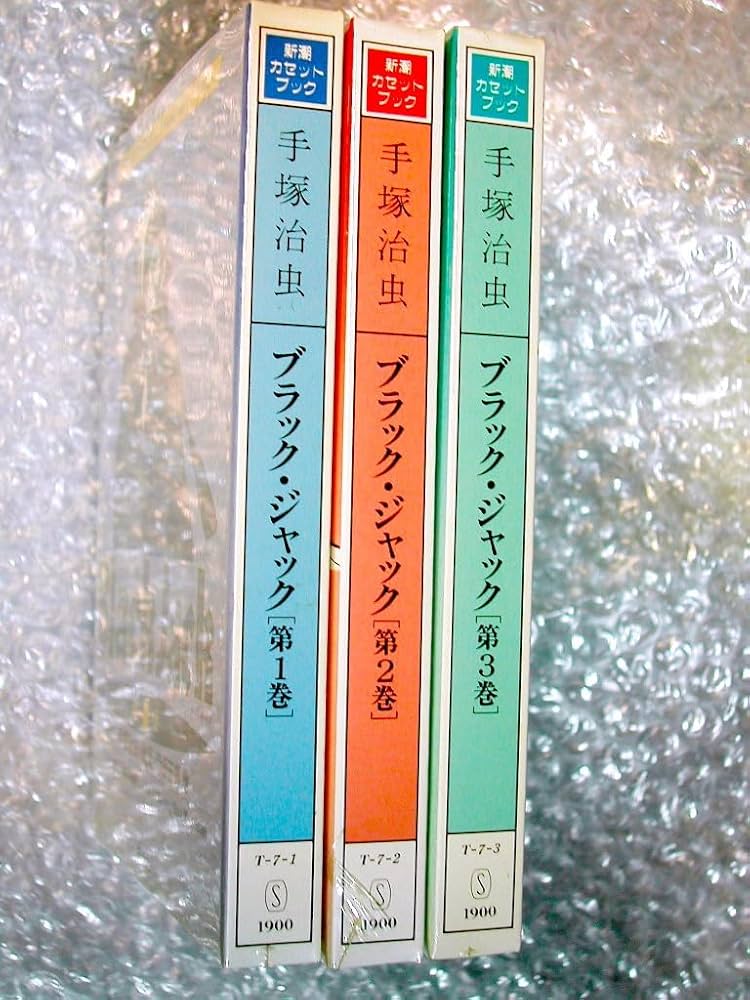 新潮
カセット
ブック
手塚治虫
ブラック・ジャック[第1巻]
T-7-1
S
1900
新潮
カセット
ブック
手塚治虫
ブラック・ジャック[第2巻]
T-7-2
S
1900
新潮
カセット
ブック
手塚治虫
ブラック・ジャック[第3巻]
T-7-3
S
1900